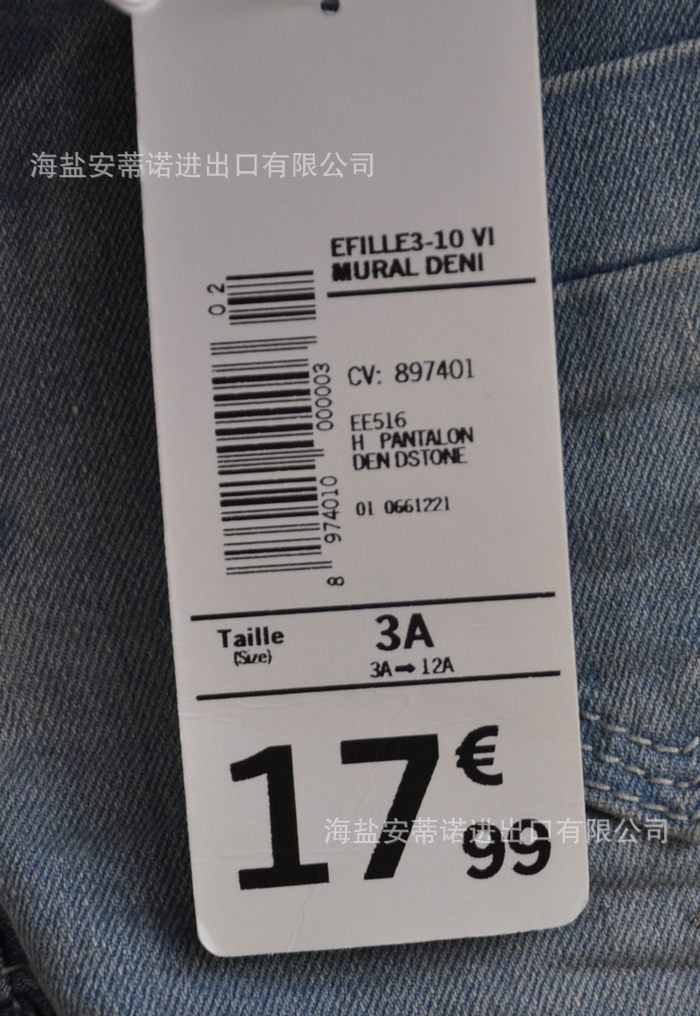 海盐安蒂诺进出口有限公司
EFILLE3-10 VI
MURAL DENI
02
8 974010 000003
CV: 897401
EE516
H PANTALON
DEN DSTONE
01 0661221
Taille
(Size)
3A
3A➡12A
17€99
海盐安蒂诺进出口有限公司